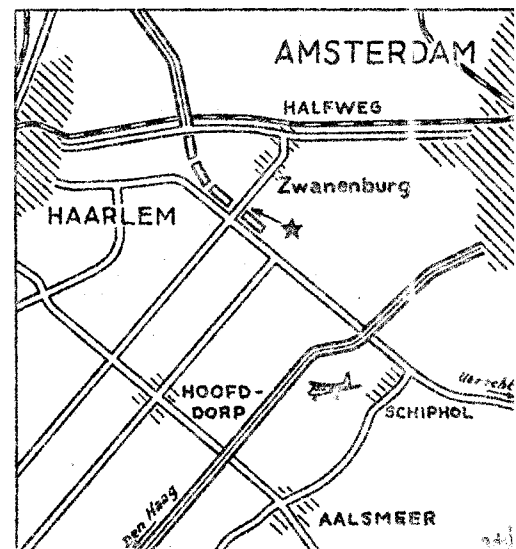 AMSTERDAM
HALFWEG
Zwanenburg
HAARLEM
HOOFD-
DORP
Utrecht
SCHIPHOL
Den Haag
AALSMEER